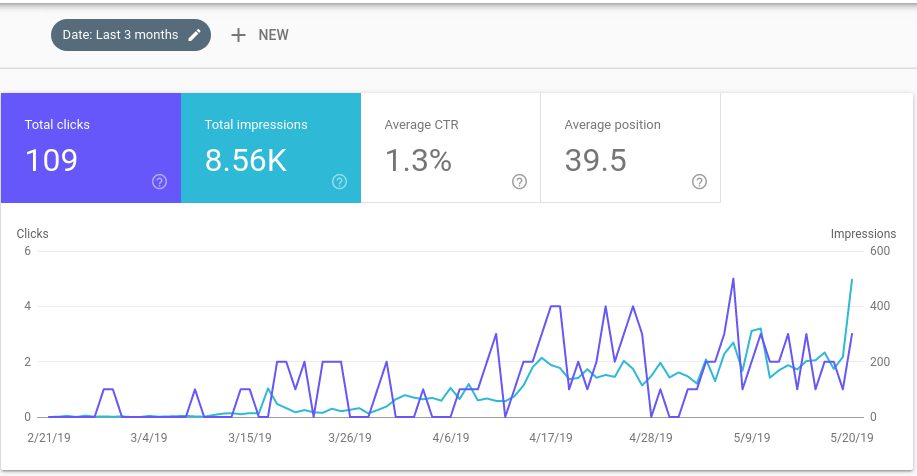 Date: Last 3 months
NEW
Total clicks
Total impressions
Average CTR
Average position
109
8.56K
1.3%
39.5
Clicks
Impressions
6
600
4
400
2
200
0
0
2/21/19
3/4/19
3/15/19
3/26/19
4/6/19
4/17/19
4/28/19
5/9/19
5/20/19